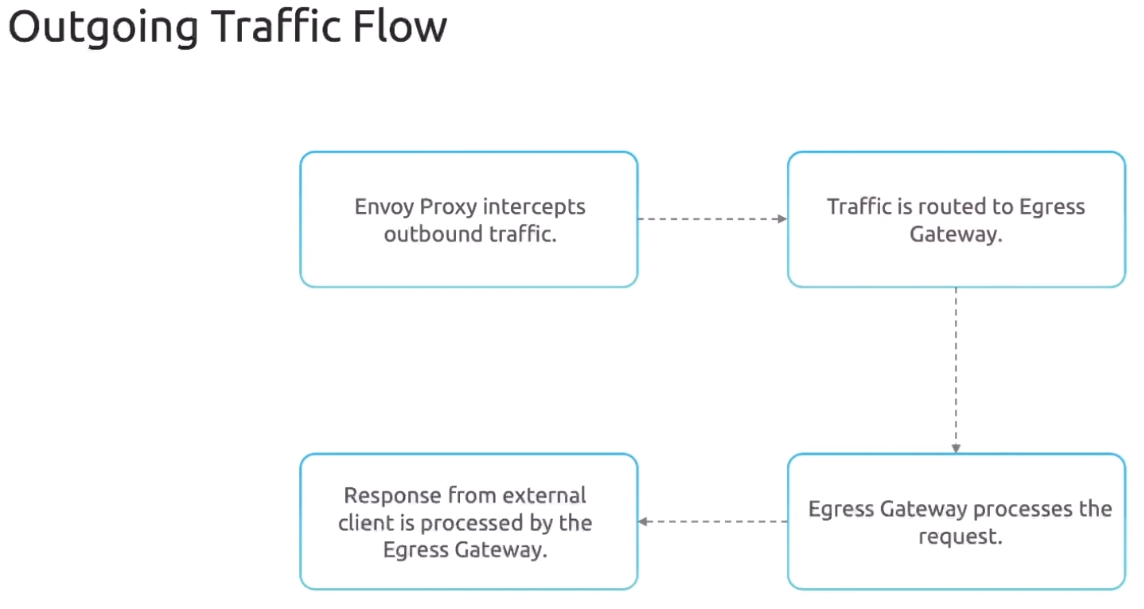 Outgoing Traffic Flow
Envoy Proxy intercepts
outbound traffic.
Traffic is routed to Egress
Gateway.
Egress Gateway processes the
request.
Response from external
client is processed by the
Egress Gateway.